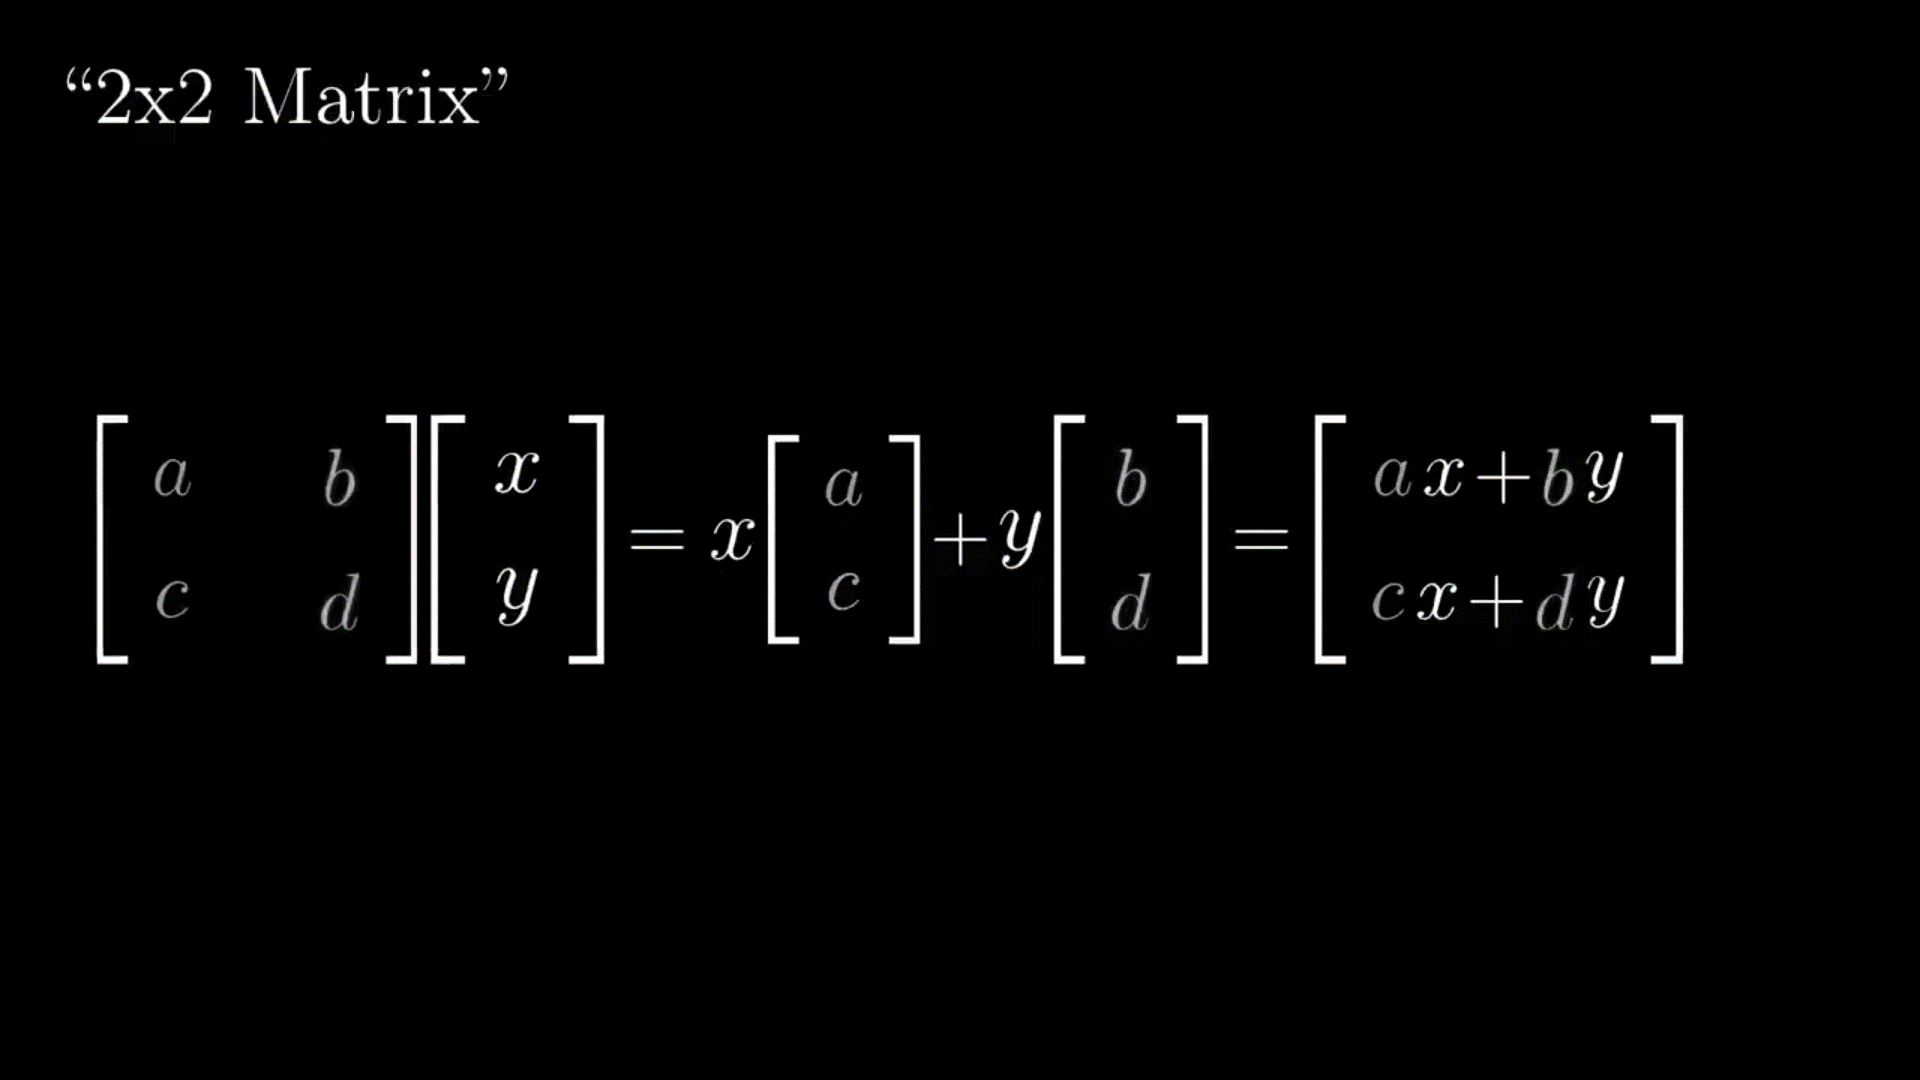 “2x2 Matrix”
[a b; c d] [x; y] = x [a; c] + y [b; d] = [ax+by; cx+dy]